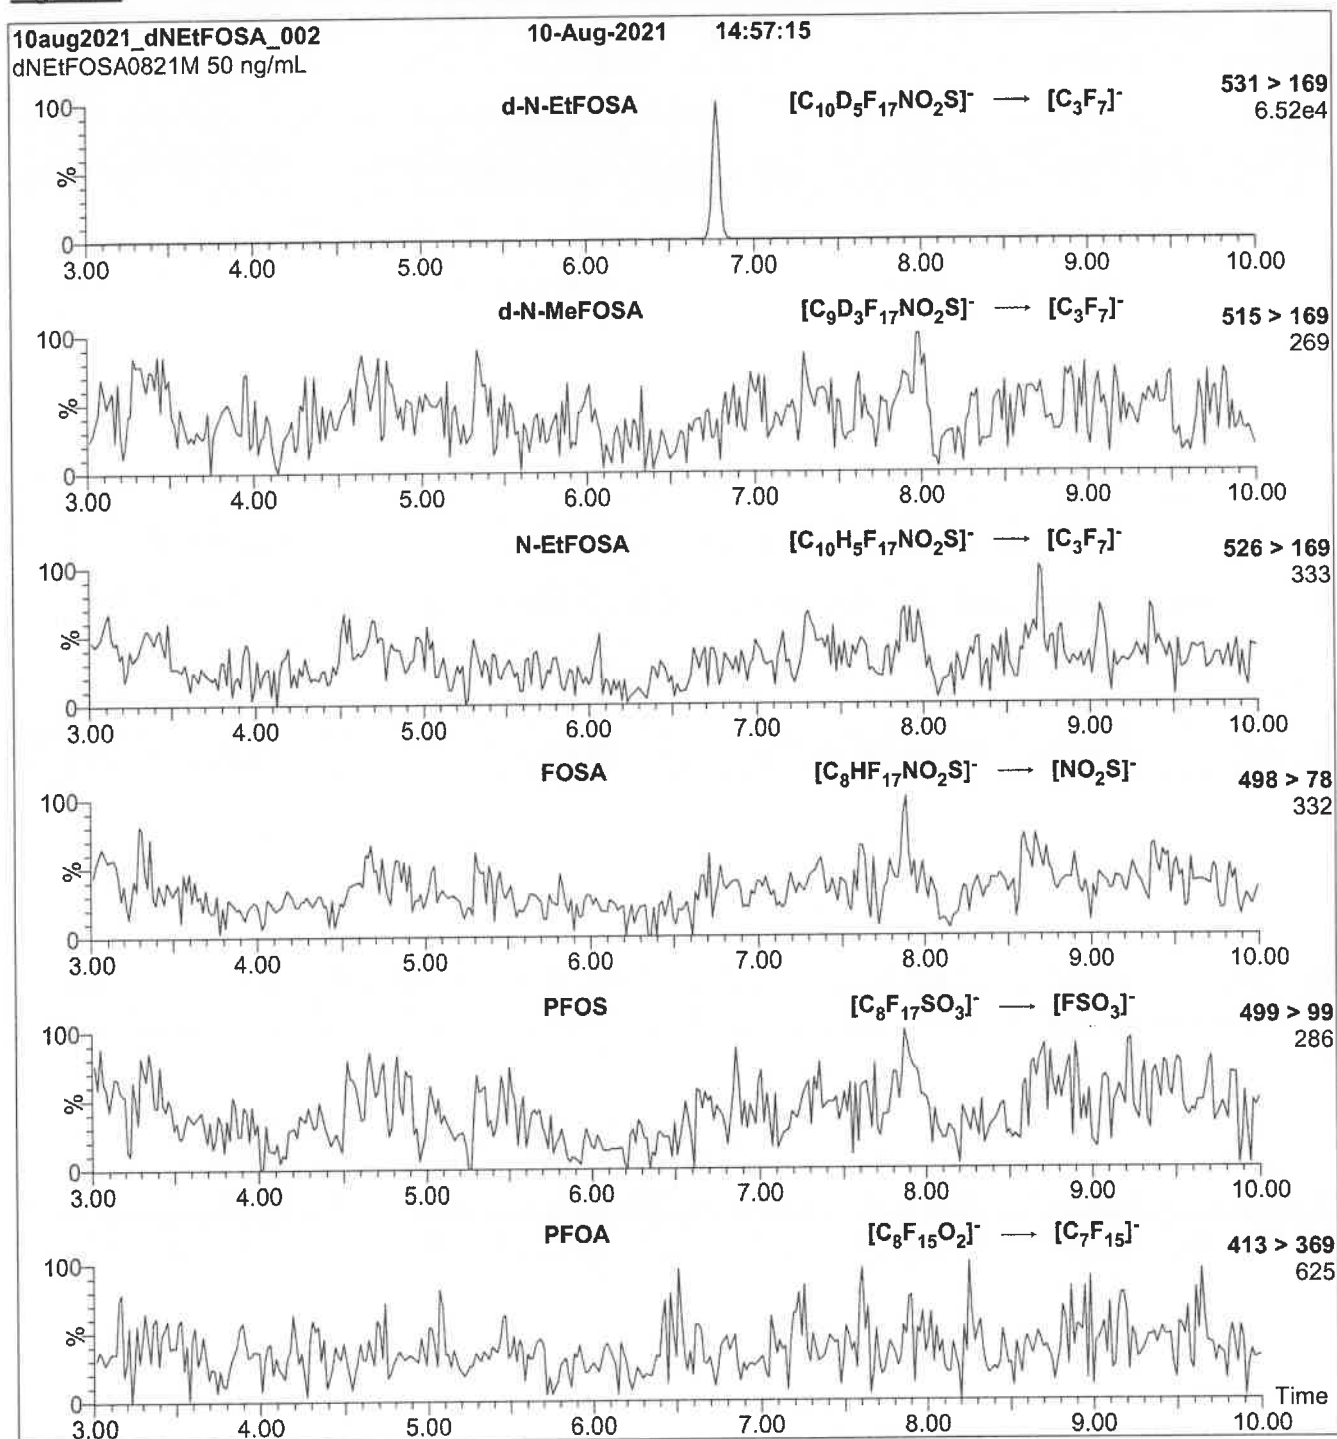 10aug2021_dNEtFOSA_002 10-Aug-2021 14:57:15
dNEtFOSA0821M 50 ng/mL
d-N-EtFOSA [C₁₀D₅F₁₇NO₂S]⁻ → [C₃F₇]⁻ 531 > 169
6.52e4
100
%
0
3.00 4.00 5.00 6.00 7.00 8.00 9.00 10.00
d-N-MeFOSA [C₉D₃F₁₇NO₂S]⁻ → [C₃F₇]⁻ 515 > 169
269
100
%
0
3.00 4.00 5.00 6.00 7.00 8.00 9.00 10.00
N-EtFOSA [C₁₀H₅F₁₇NO₂S]⁻ → [C₃F₇]⁻ 526 > 169
333
100
%
0
3.00 4.00 5.00 6.00 7.00 8.00 9.00 10.00
FOSA [C₈HF₁₇NO₂S]⁻ → [NO₂S]⁻ 498 > 78
332
100
%
0
3.00 4.00 5.00 6.00 7.00 8.00 9.00 10.00
PFOS [C₈F₁₇SO₃]⁻ → [FSO₃]⁻ 499 > 99
286
100
%
0
3.00 4.00 5.00 6.00 7.00 8.00 9.00 10.00
PFOA [C₈F₁₅O₂]⁻ → [C₇F₁₅]⁻ 413 > 369
625
100
%
0
Time
3.00 4.00 5.00 6.00 7.00 8.00 9.00 10.00